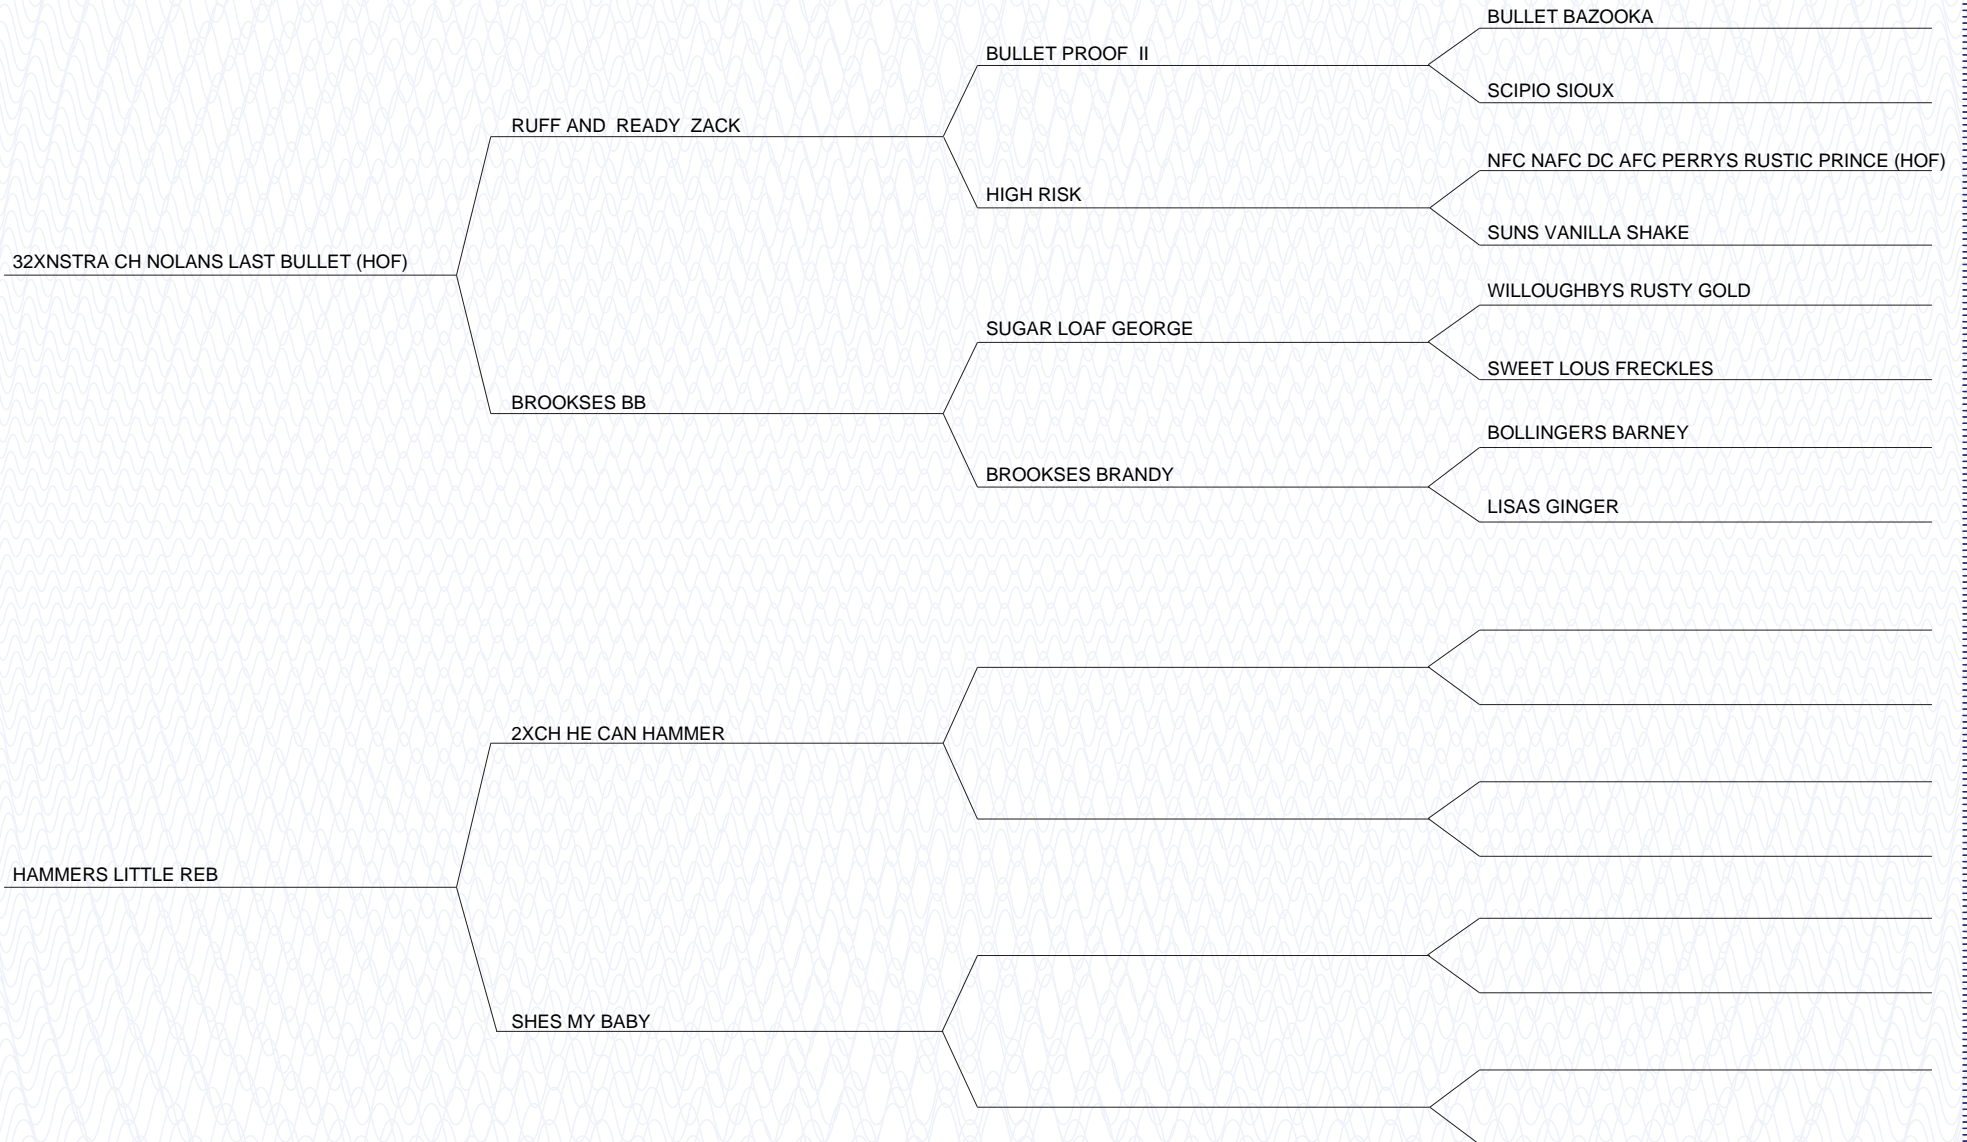 BULLET BAZOOKA
BULLET PROOF  II
SCIPIO SIOUX
RUFF AND  READY  ZACK
NFC NAFC DC AFC PERRYS RUSTIC PRINCE (HOF)
HIGH RISK
SUNS VANILLA SHAKE
32XNSTRA CH NOLANS LAST BULLET (HOF)
WILLOUGHBYS RUSTY GOLD
SUGAR LOAF GEORGE
SWEET LOUS FRECKLES
BROOKSES BB
BOLLINGERS BARNEY
BROOKSES BRANDY
LISAS GINGER
2XCH HE CAN HAMMER
HAMMERS LITTLE REB
SHES MY BABY